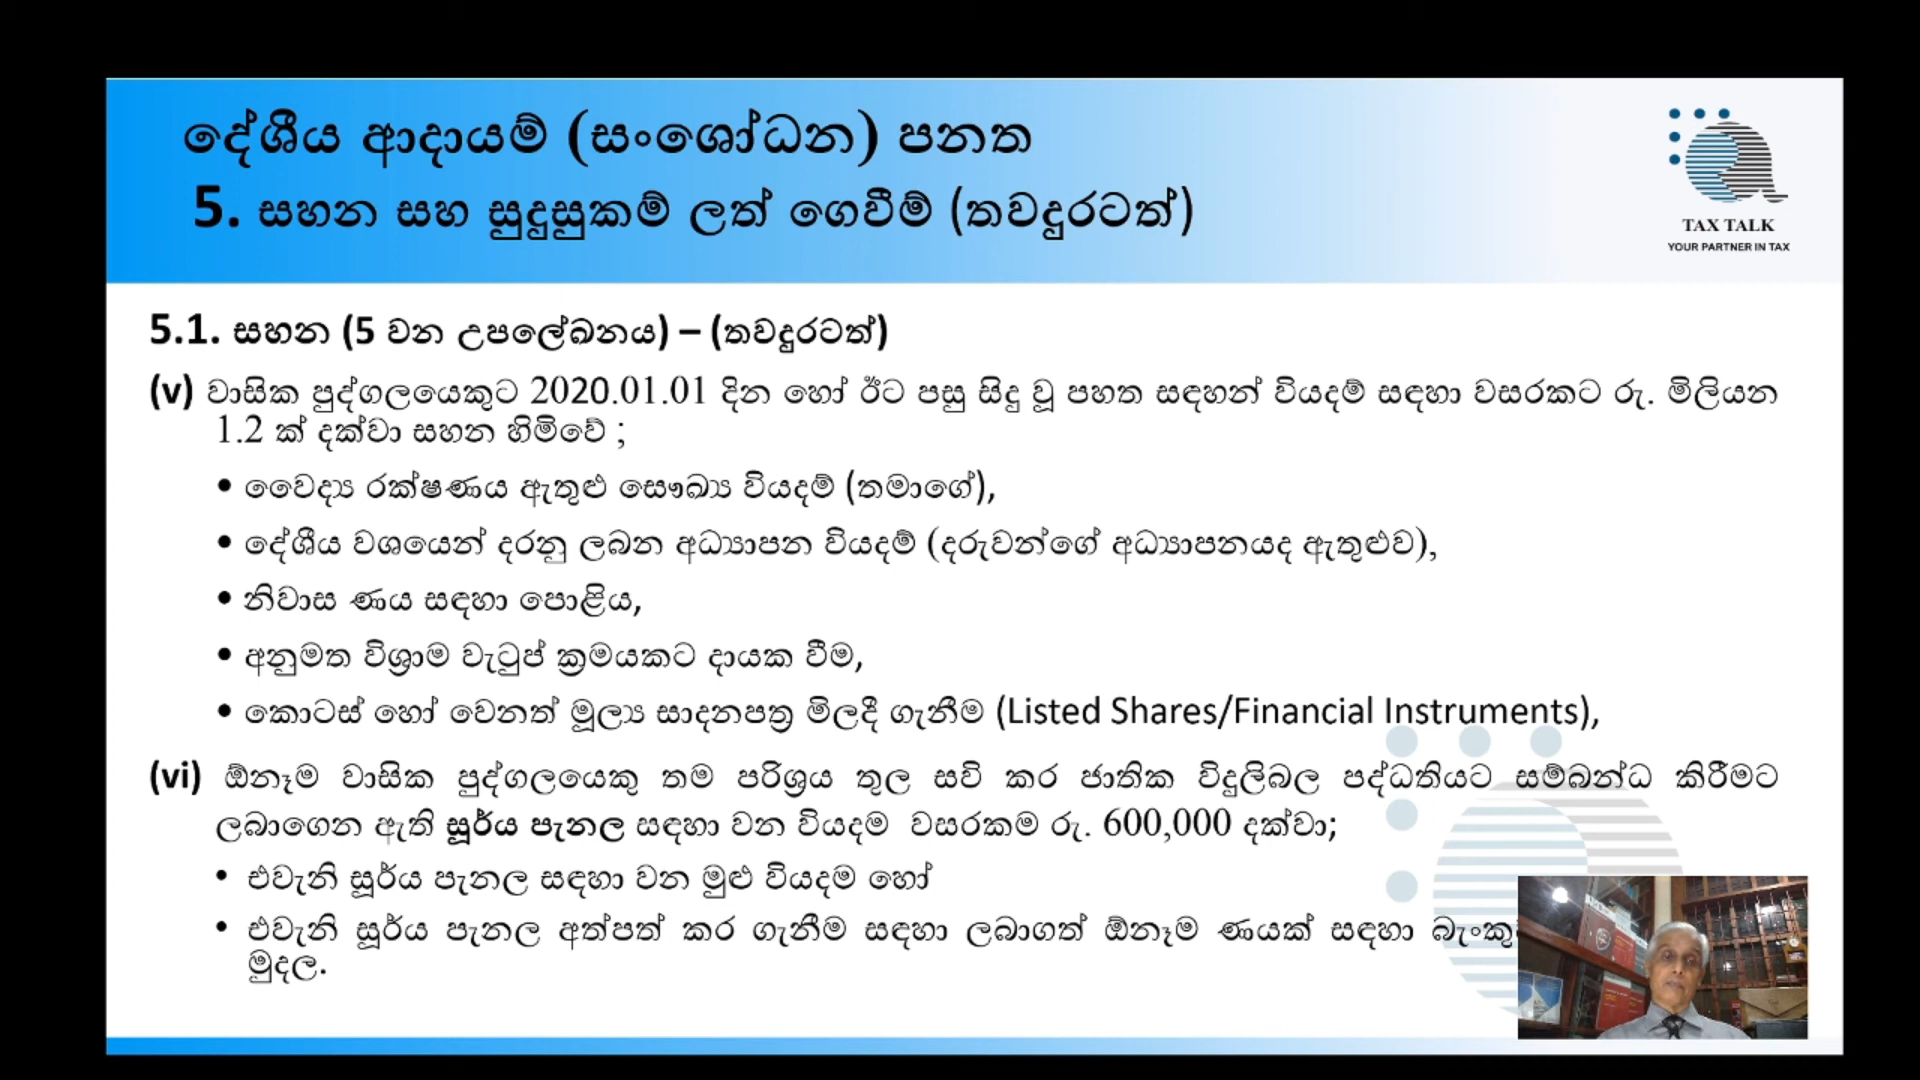 දේශීය ආදායම් (සංශෝධන) පනත
5. සහන සහ සුදුසුකම් ලත් ගෙවීම් (තවදුරටත්)
TAX TALK
YOUR PARTNER IN TAX
5.1. සහන (5 වන උපලේඛනය) – (තවදුරටත්)
(v) වාසික පුද්ගලයෙකුට 2020.01.01 දින හෝ ඊට පසු සිදු වූ පහත සඳහන් වියදම් සඳහා වසරකට රු. මිලියන
1.2 ක් දක්වා සහන හිමිවේ ;
• වෛද්‍ය රක්ෂණය ඇතුළු සෞඛ්‍ය වියදම් (තමාගේ),
• දේශීය වශයෙන් දරනු ලබන අධ්‍යාපන වියදම් (දරුවන්ගේ අධ්‍යාපනයද ඇතුළුව),
• නිවාස ණය සඳහා පොළිය,
• අනුමත විශ්‍රාම වැටුප් ක්‍රමයකට දායක වීම,
• කොටස් හෝ වෙනත් මූල්‍ය සාදනපත්‍ර මිලදී ගැනීම (Listed Shares/Financial Instruments),
(vi) ඕනෑම වාසික පුද්ගලයෙකු තම පරිශ්‍රය තුල සවි කර ජාතික විදුලිබල පද්ධතියට සම්බන්ධ කිරීමට
ලබාගෙන ඇති සූර්ය පැනල සඳහා වන වියදම වසරකම රු. 600,000 දක්වා;
• එවැනි සූර්ය පැනල සඳහා වන මුළු වියදම හෝ
• එවැනි සූර්ය පැනල අත්පත් කර ගැනීම සඳහා ලබාගත් ඕනෑම ණයක් සඳහා
මුදල.